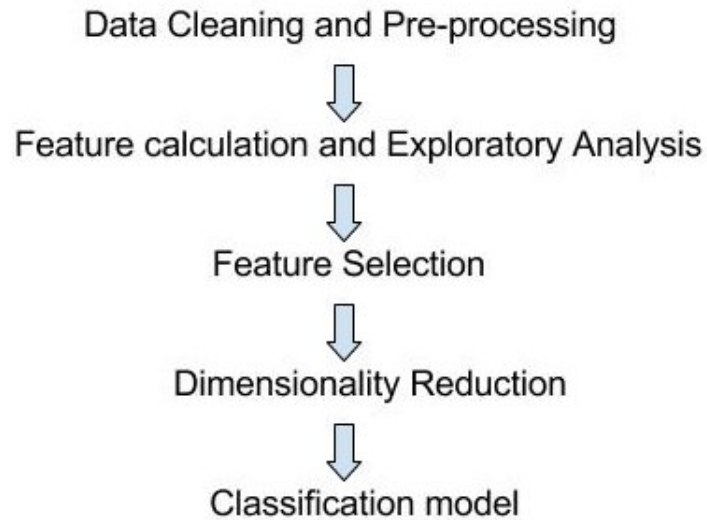 Data Cleaning and Pre-processing
Feature calculation and Exploratory Analysis
Feature Selection
Dimensionality Reduction
Classification model